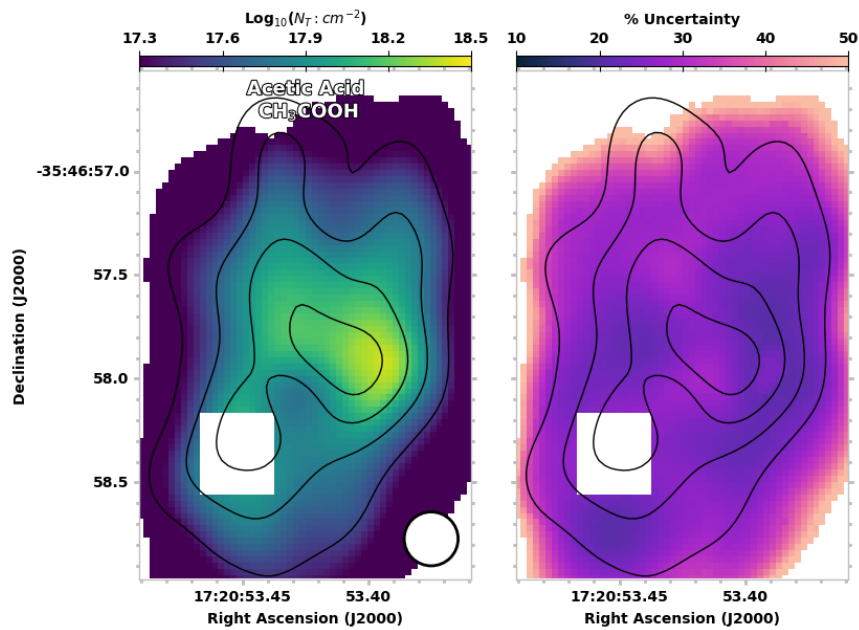 Log₁₀(N_T : cm⁻²)
% Uncertainty
17.3 17.6 17.9 18.2 18.5
10 20 30 40 50
Acetic Acid
CH₃COOH
-35:46:57.0
57.5
58.0
58.5
Declination (J2000)
17:20:53.45 53.40
17:20:53.45 53.40
Right Ascension (J2000)
Right Ascension (J2000)